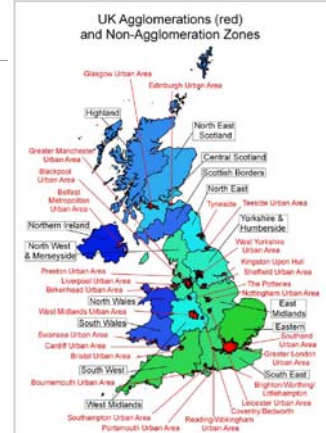 UK Agglomerations (red)
and Non-Agglomeration Zones
Glasgow Urban Area
Edinburgh Urban Area
Highland
North East
Scotland
Greater Manchester
Urban Area
Central Scotland
Blackpool
Urban Area
Scottish Borders
Belfast
Metropolitan
Urban Area
North East
Tyneside
Teeside Urban Area
Northern Ireland
Yorkshire &
Humberside
North West
& Merseyside
West Yorkshire
Urban Area
Kingston Upon Hull
Preston Urban Area
Sheffield Urban Area
Liverpool Urban Area
The Potteries
Birkenhead Urban Area
Nottingham Urban Area
North Wales
East
Midlands
West Midlands Urban Area
Eastern
South Wales
Southend
Urban Area
Swansea Urban Area
Greater London
Urban Area
Cardiff Urban Area
Bristol Urban Area
South East
South West
Brighton/Worthing/
Littlehampton
Bournemouth Urban Area
Leicester Urban Area
West Midlands
Coventry/Bedworth
Southampton Urban Area
Reading/Wokingham
Urban Area
Portsmouth Urban Area